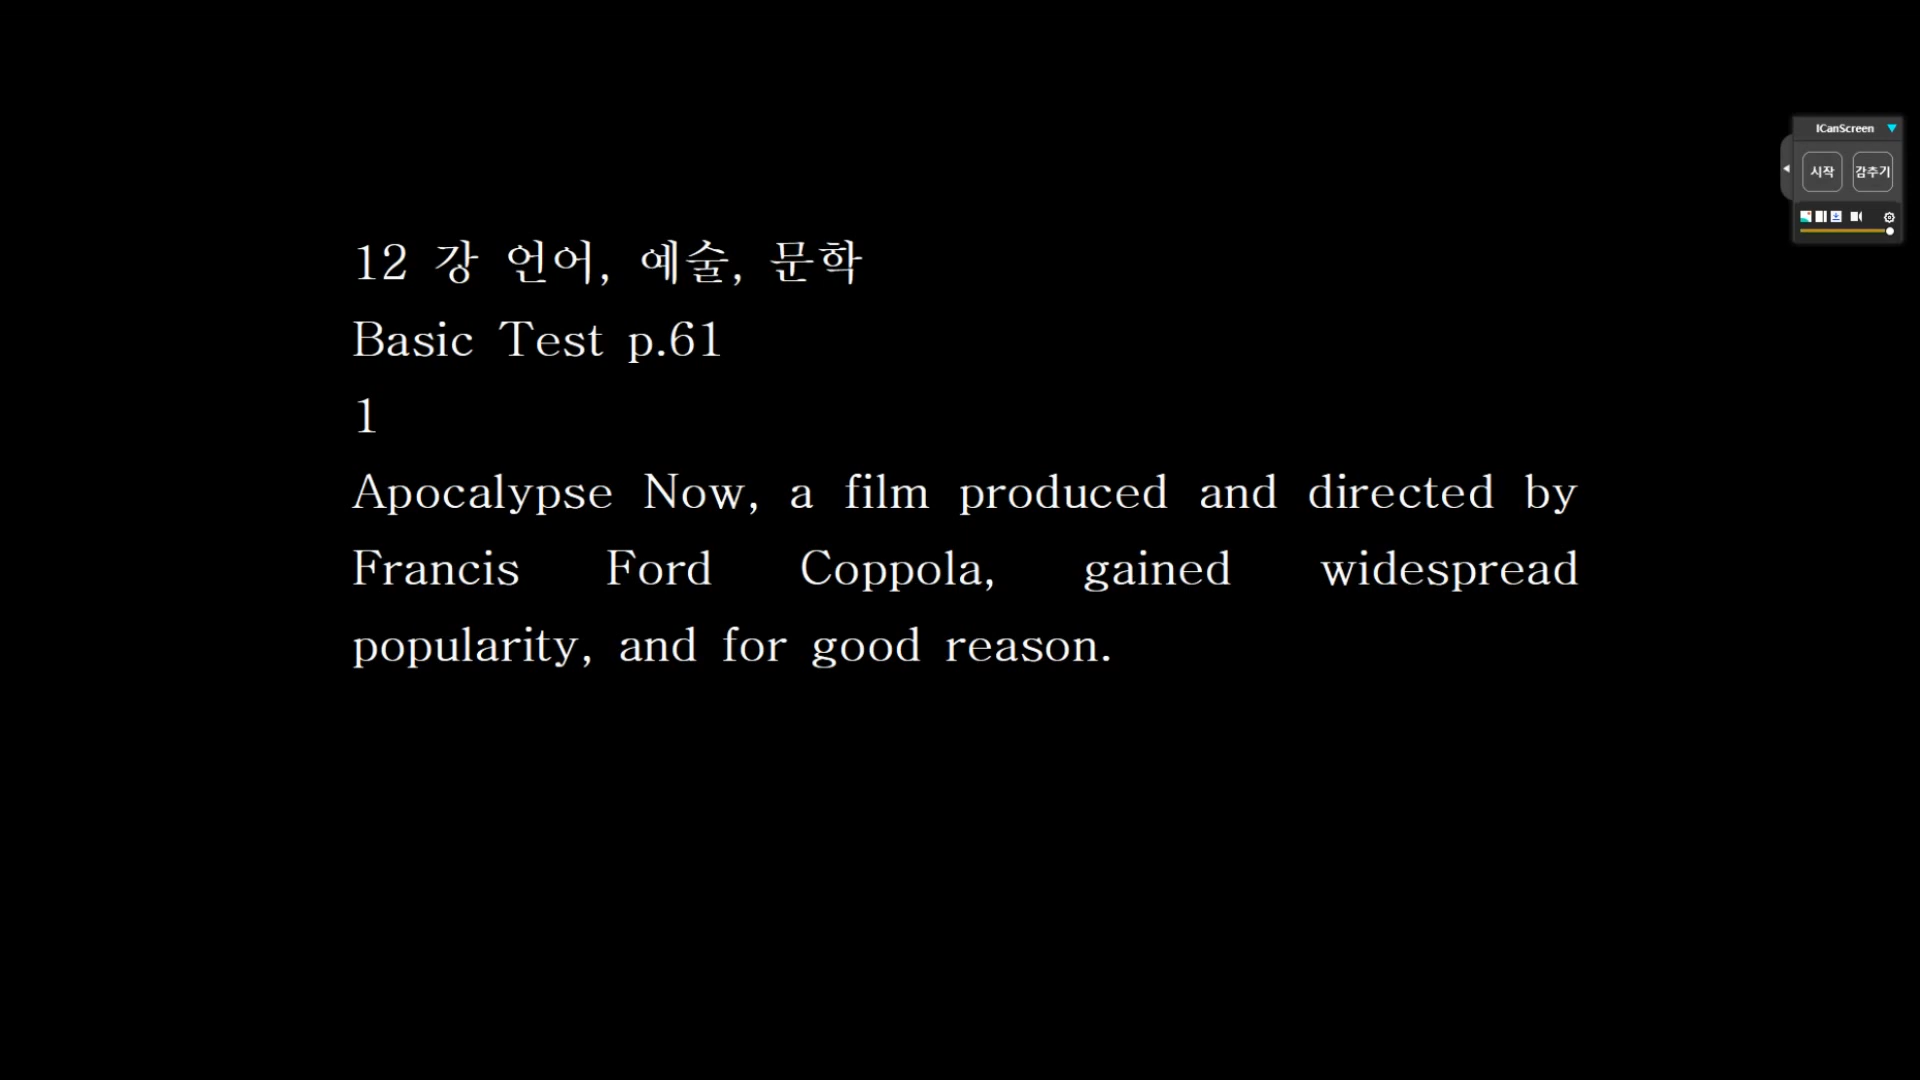 ICanScreen
시작 감추기
12 강 언어, 예술, 문학
Basic Test p.61
1
Apocalypse Now, a film produced and directed by
Francis Ford Coppola, gained widespread
popularity, and for good reason.